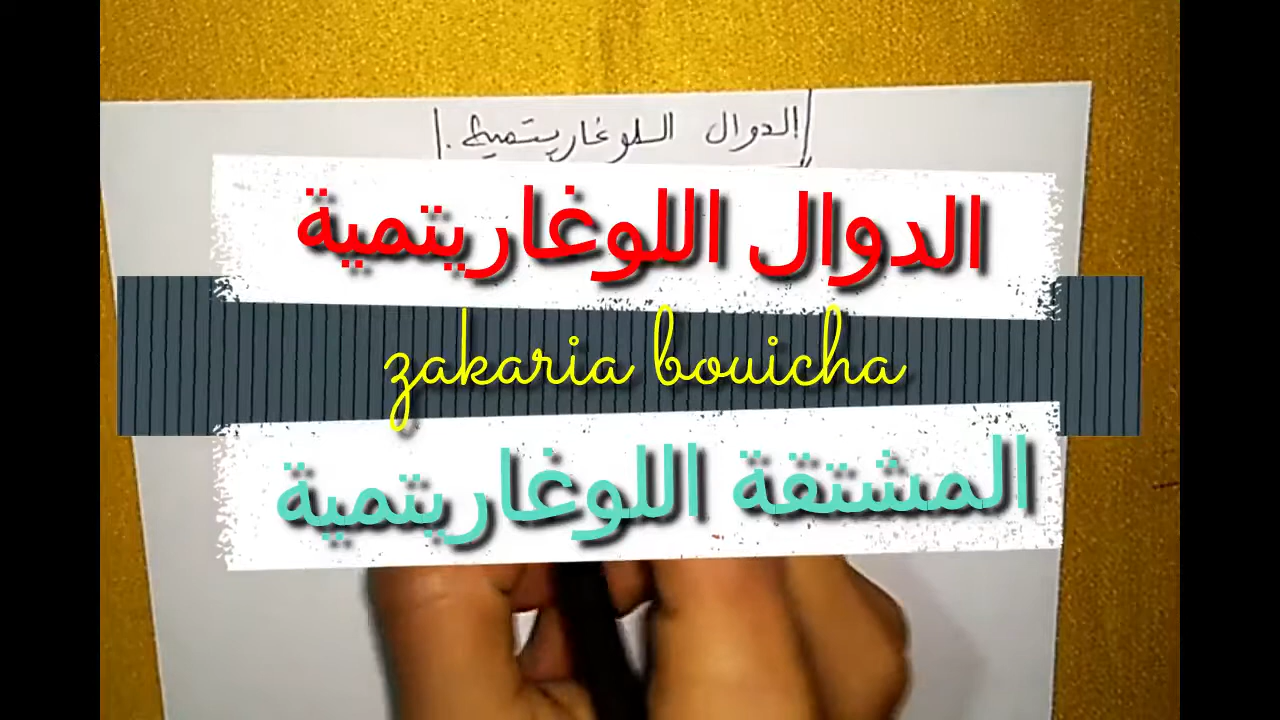 الدوال اللوغاريتمية.
الدوال اللوغاريتمية
zakaria bouicha
المشتقة اللوغاريتمية